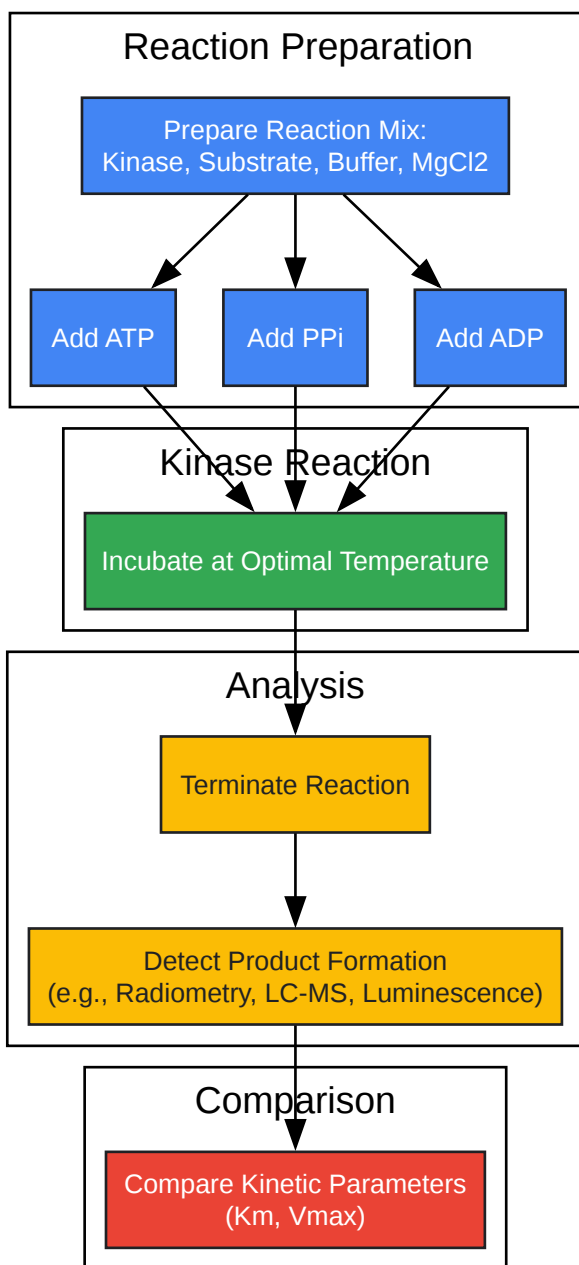 Reaction Preparation
Prepare Reaction Mix:
Kinase, Substrate, Buffer, MgCl2
Add ATP
Add PPi
Add ADP
Kinase Reaction
Incubate at Optimal Temperature
Analysis
Terminate Reaction
Detect Product Formation
(e.g., Radiometry, LC-MS, Luminescence)
Comparison
Compare Kinetic Parameters
(Km, Vmax)